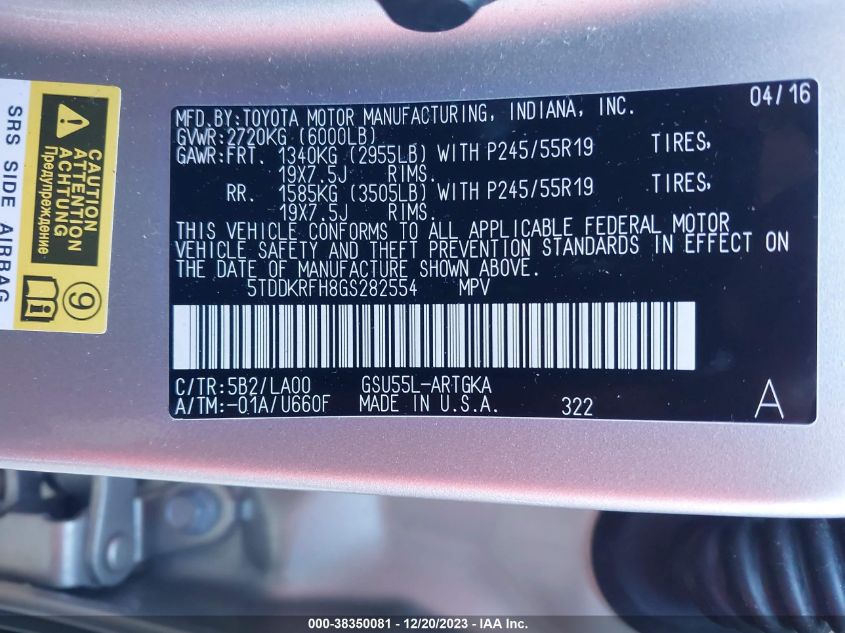 SRS SIDE AIRBAG
ATTENTION
ACHTUNG
Предупреждение
9
04/16
MFD.BY:TOYOTA MOTOR MANUFACTURING, INDIANA, INC.
GVWR:2720KG (6000LB)
GAWR:FRT. 1340KG (2955LB) WITH P245/55R19 TIRES,
19X7.5J RIMS.
RR. 1585KG (3505LB) WITH P245/55R19 TIRES,
19X7.5J RIMS.
THIS VEHICLE CONFORMS TO ALL APPLICABLE FEDERAL MOTOR
VEHICLE SAFETY AND THEFT PREVENTION STANDARDS IN EFFECT ON
THE DATE OF MANUFACTURE SHOWN ABOVE.
5TDDKRFH8GS282554 MPV
C/TR:5B2/LA00 GSU55L-ARTGKA
A/TM:-01A/U660F MADE IN U.S.A. 322 A
000-38350081 - 12/20/2023 - IAA Inc.